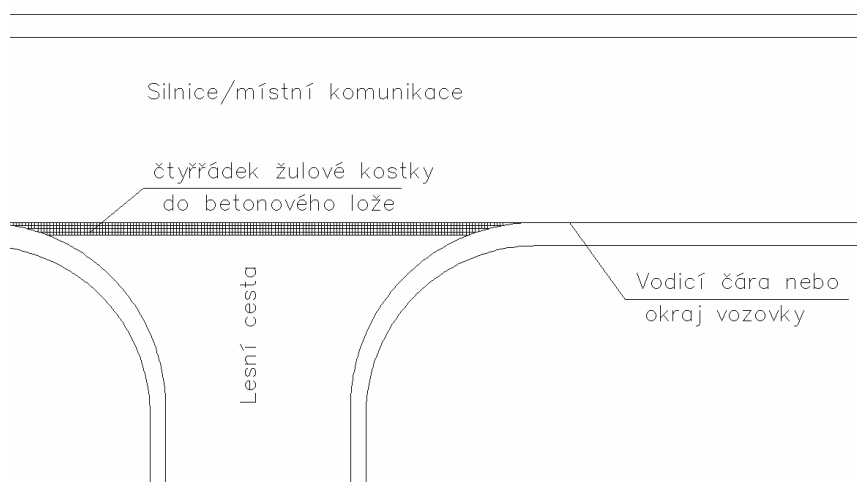 Silnice/místní komunikace
čtyřřádek žulové kostky
do betonového lože
Vodicí čára nebo
okraj vozovky
Lesní cesta